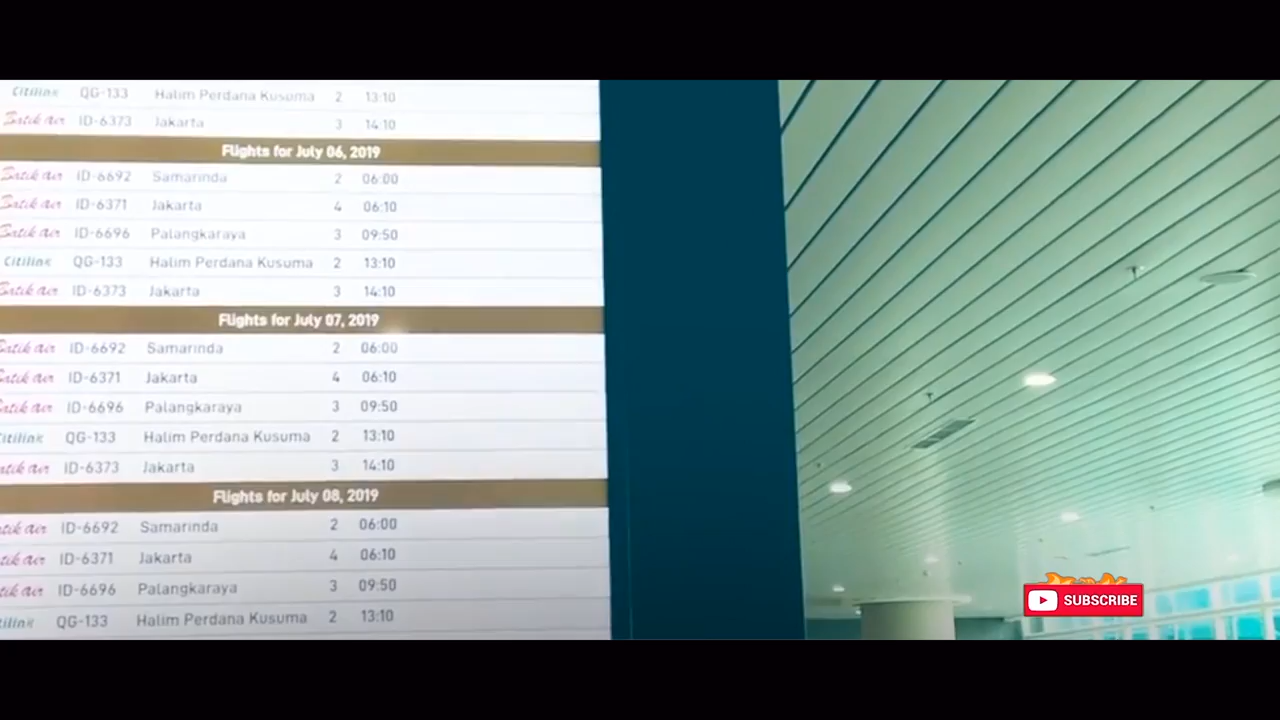 Citilink QG-133 Halim Perdana Kusuma 2 13:10
Batik air ID-6373 Jakarta 3 14:10
Flights for July 06, 2019
Batik air ID-6692 Samarinda 2 06:00
Batik air ID-6371 Jakarta 4 06:10
Batik air ID-6696 Palangkaraya 3 09:50
Citilink QG-133 Halim Perdana Kusuma 2 13:10
Batik air ID-6373 Jakarta 3 14:10
Flights for July 07, 2019
Batik air ID-6692 Samarinda 2 06:00
Batik air ID-6371 Jakarta 4 06:10
Batik air ID-6696 Palangkaraya 3 09:50
Citilink QG-133 Halim Perdana Kusuma 2 13:10
Batik air ID-6373 Jakarta 3 14:10
Flights for July 08, 2019
tik air ID-6692 Samarinda 2 06:00
tik air ID-6371 Jakarta 4 06:10
tik air ID-6696 Palangkaraya 3 09:50
itilink QG-133 Halim Perdana Kusuma 2 13:10
SUBSCRIBE